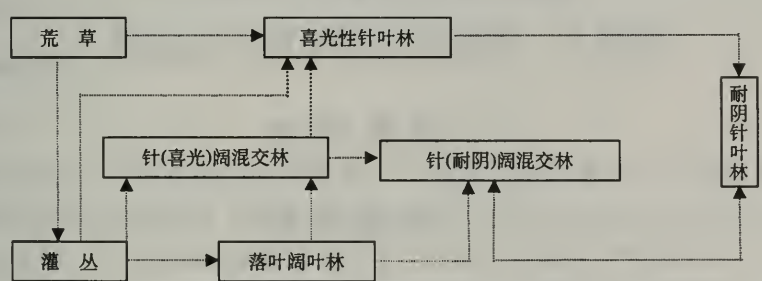 荒 草
喜光性针叶林
耐阴针叶林
针(喜光)阔混交林
针(耐阴)阔混交林
灌 丛
落叶阔叶林